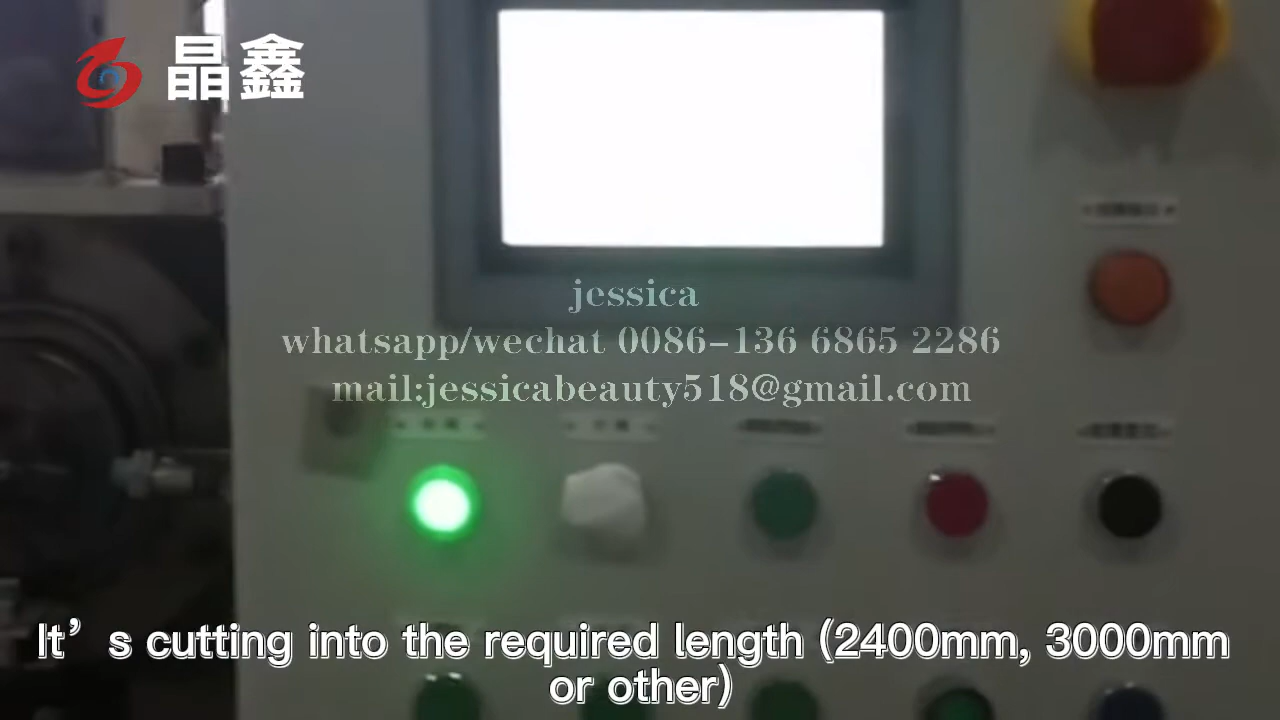 晶鑫
jessica
whatsapp/wechat 0086-136 6865 2286
mail:jessicabeauty518@gmail.com
It’s cutting into the required length (2400mm, 3000mm
or other)